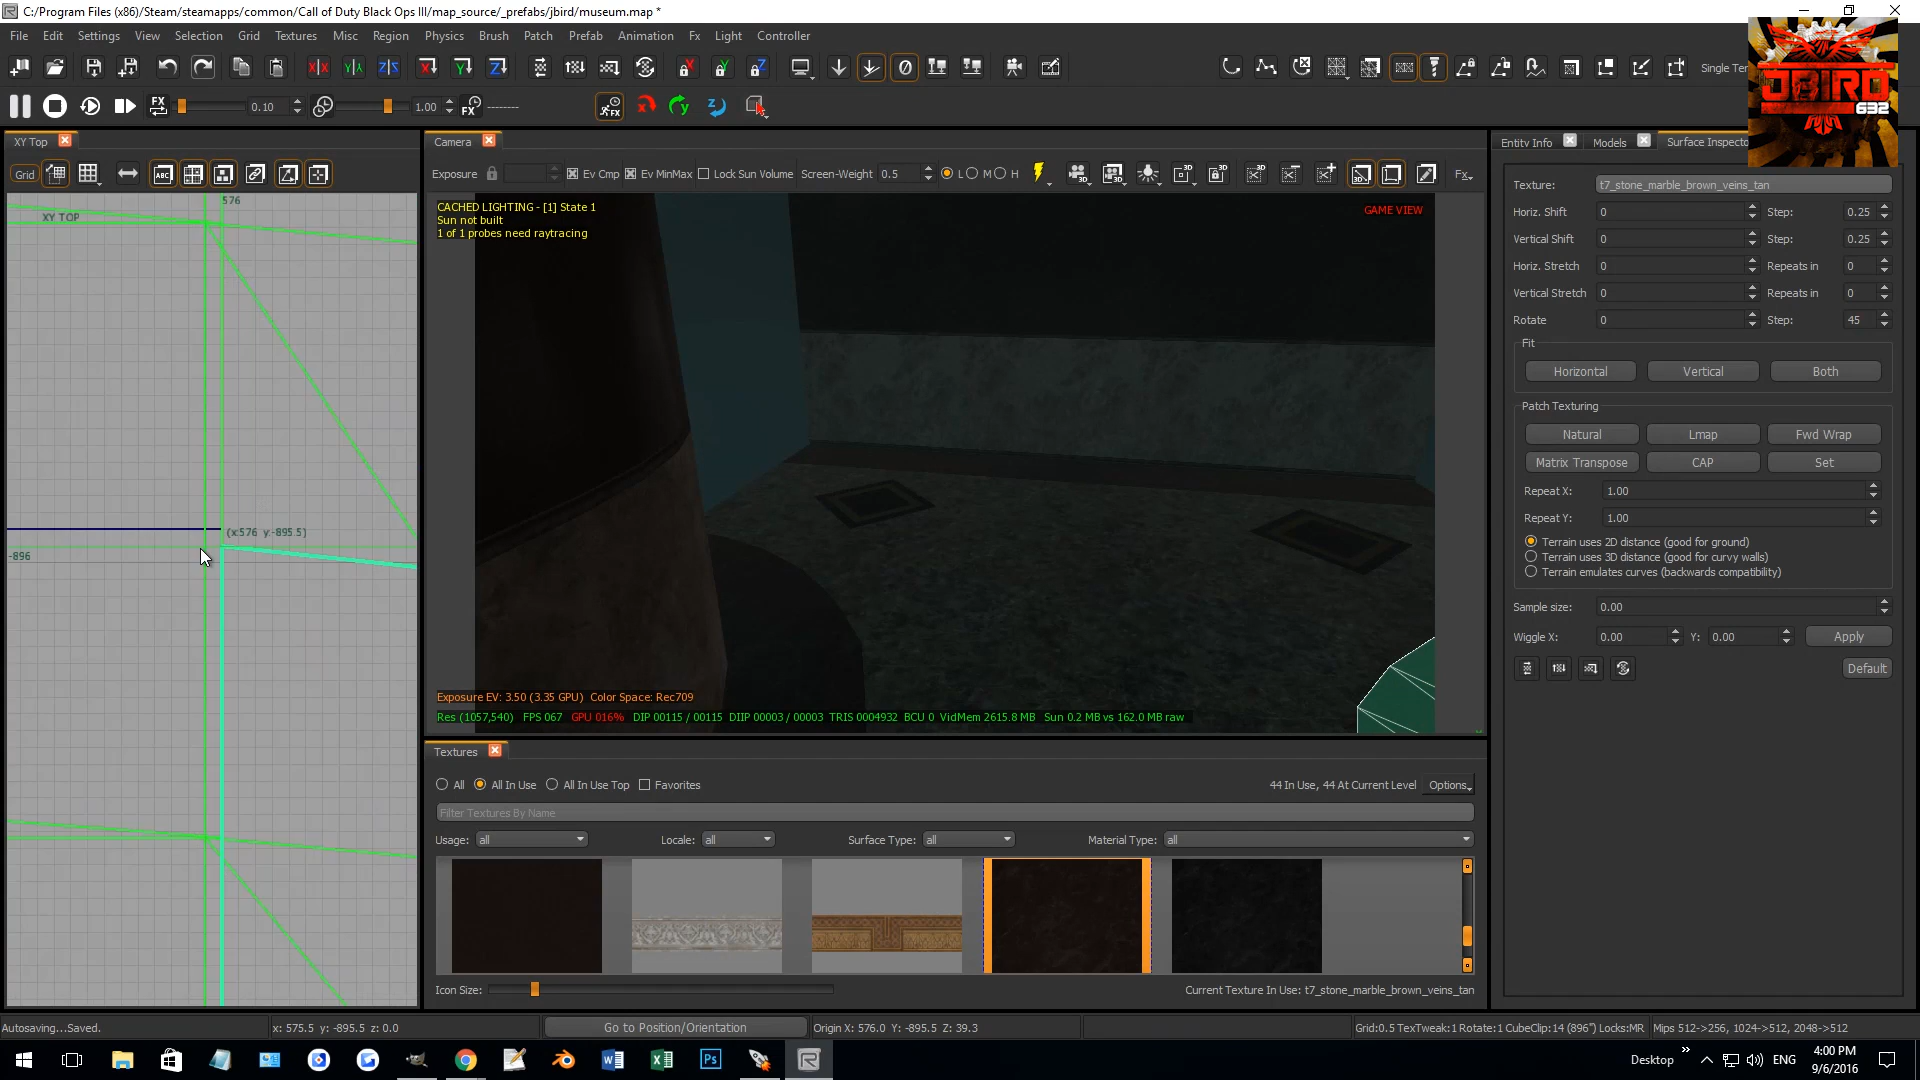 C:/Program Files (x86)/Steam/steamapps/common/Call of Duty Black Ops III/map_source/_prefabs/jbird/museum.map *
File Edit Settings View Selection Grid Textures Misc Region Physics Brush Patch Prefab Animation Fx Light Controller
Single Ter
JBIRD
632
FX 0.10 1.00 FX --------
XY Top
Camera
Entity Info Models Surface Inspecto
Grid
Exposure Ev Cmp Ev MinMax Lock Sun Volume Screen-Weight 0.5 L M H Fx
Texture: t7_stone_marble_brown_veins_tan
Horiz. Shift 0 Step: 0.25
Vertical Shift 0 Step: 0.25
Horiz. Stretch 0 Repeats in 0
Vertical Stretch 0 Repeats in 0
Rotate 0 Step: 45
Fit
Horizontal Vertical Both
Patch Texturing
Natural Lmap Fwd Wrap
Matrix Transpose CAP Set
Repeat X: 1.00
Repeat Y: 1.00
Terrain uses 2D distance (good for ground)
Terrain uses 3D distance (good for curvy walls)
Terrain emulates curves (backwards compatibility)
Sample size: 0.00
Wiggle X: 0.00 Y: 0.00 Apply
Default
576
XY TOP
(x:576 y:-895.5)
-896
CACHED LIGHTING - [1] State 1
Sun not built
1 of 1 probes need raytracing
GAME VIEW
Exposure EV: 3.50 (3.35 GPU) Color Space: Rec709
Res (1057,540) FPS 067 GPU 016% DIP 00115 / 00115 DIIP 00003 / 00003 TRIS 0004932 BCU 0 VidMem 2615.8 MB Sun 0.2 MB vs 162.0 MB raw
Textures
All All In Use All In Use Top Favorites 44 In Use, 44 At Current Level Options
Filter Textures By Name
Usage: all Locale: all Surface Type: all Material Type: all
Icon Size: Current Texture In Use: t7_stone_marble_brown_veins_tan
Autosaving...Saved. x: 575.5 y: -895.5 z: 0.0 Go to Position/Orientation Origin X: 576.0 Y: -895.5 Z: 39.3 Grid:0.5 TexTweak:1 Rotate:1 CubeClip:14 (896") Locks:MR Mips 512->256, 1024->512, 2048->512
Desktop ENG 4:00 PM
9/6/2016